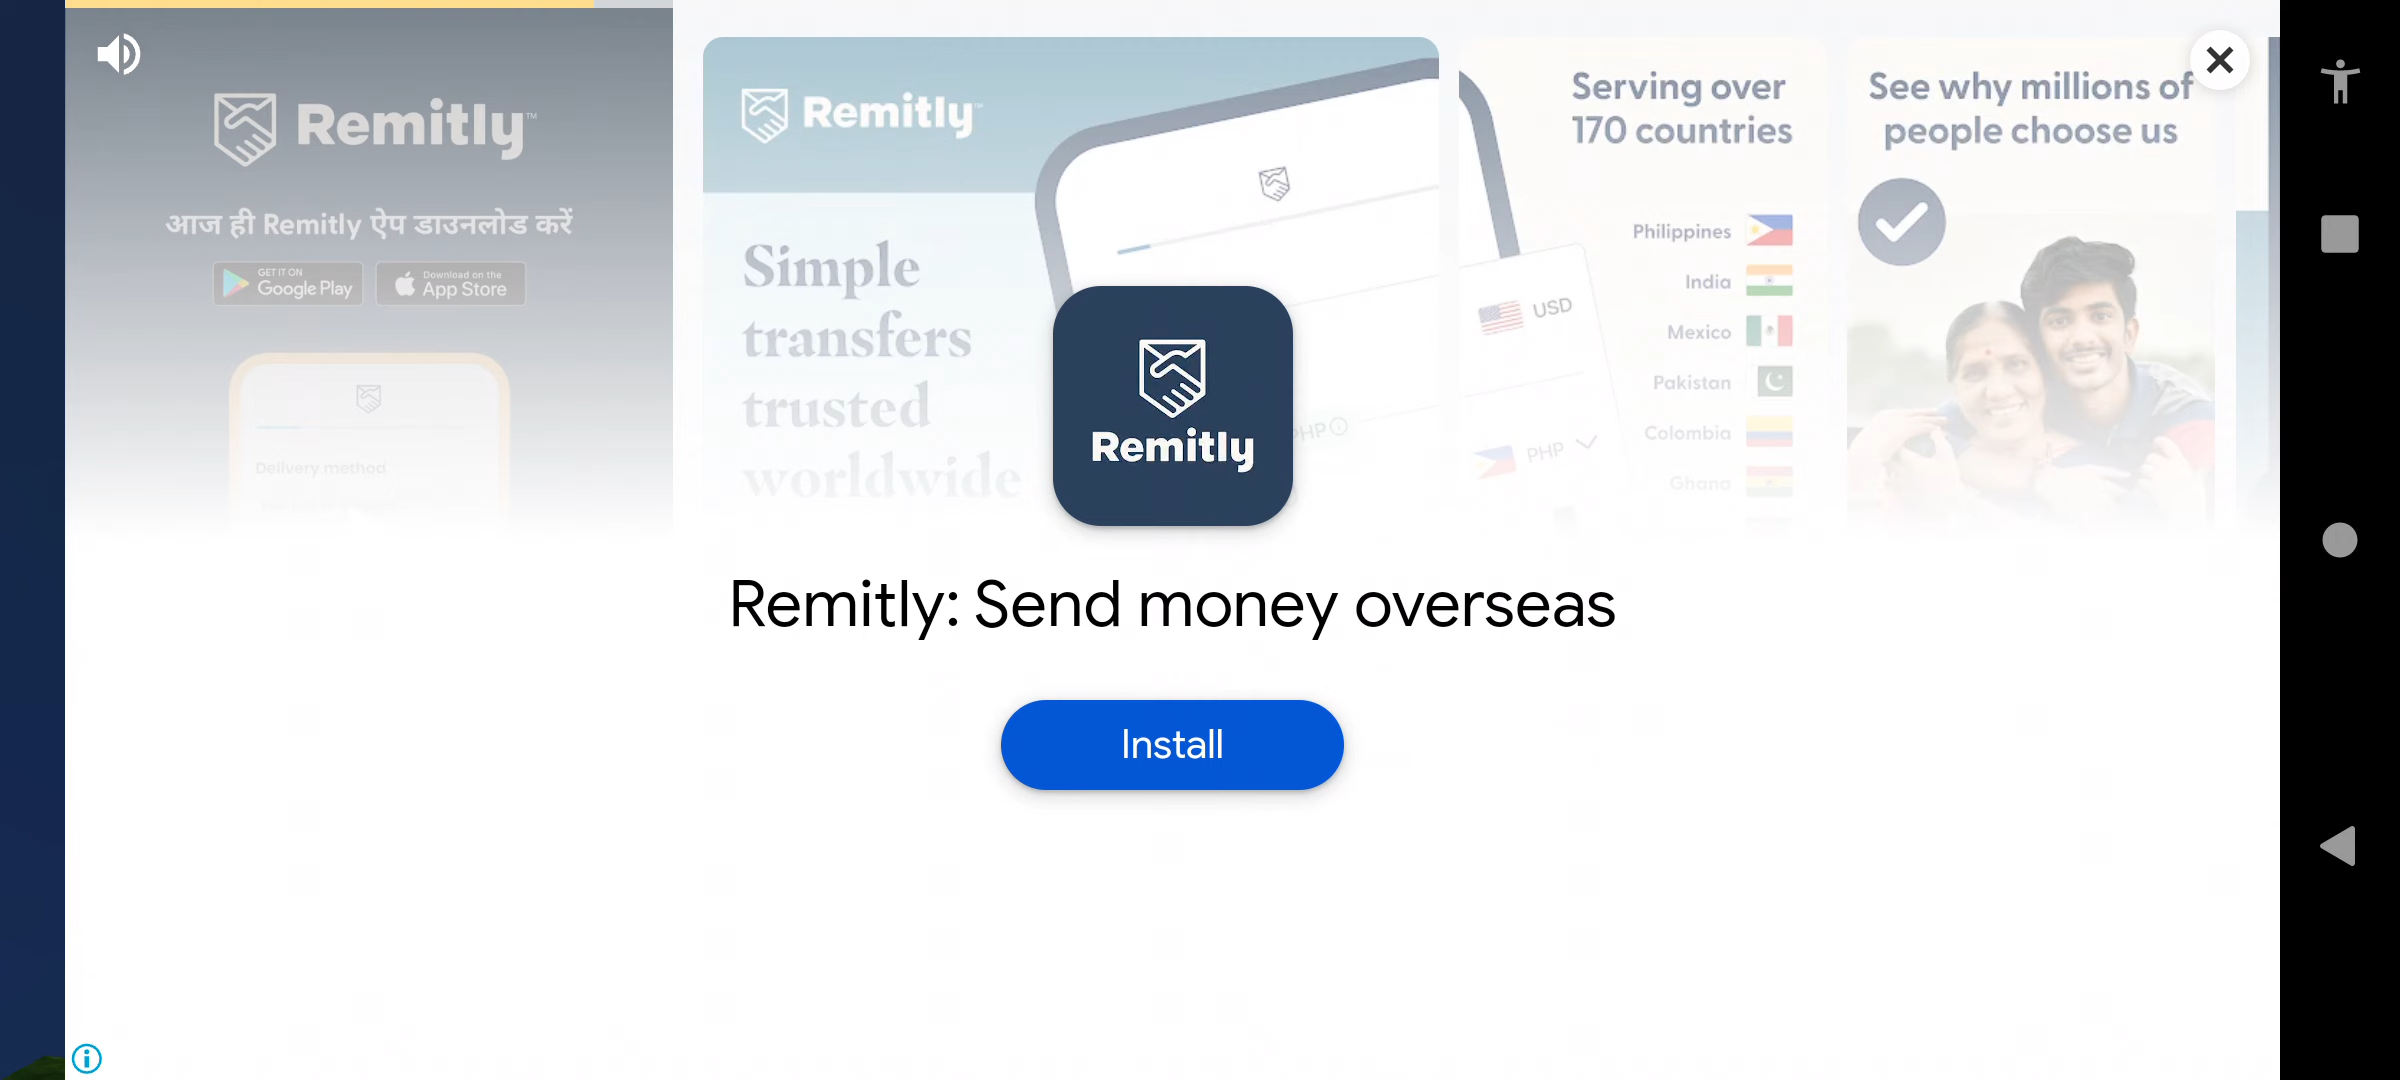 Remitly™
आज ही Remitly ऐप डाउनलोड करें
GET IT ON
Google Play
Download on the
App Store
Delivery method
Remitly
Simple
transfers
trusted
worldwide
PHP
USD
PHP
Serving over
170 countries
Philippines
India
Mexico
Pakistan
Colombia
Ghana
See why millions of
people choose us
Remitly
Remitly: Send money overseas
Install